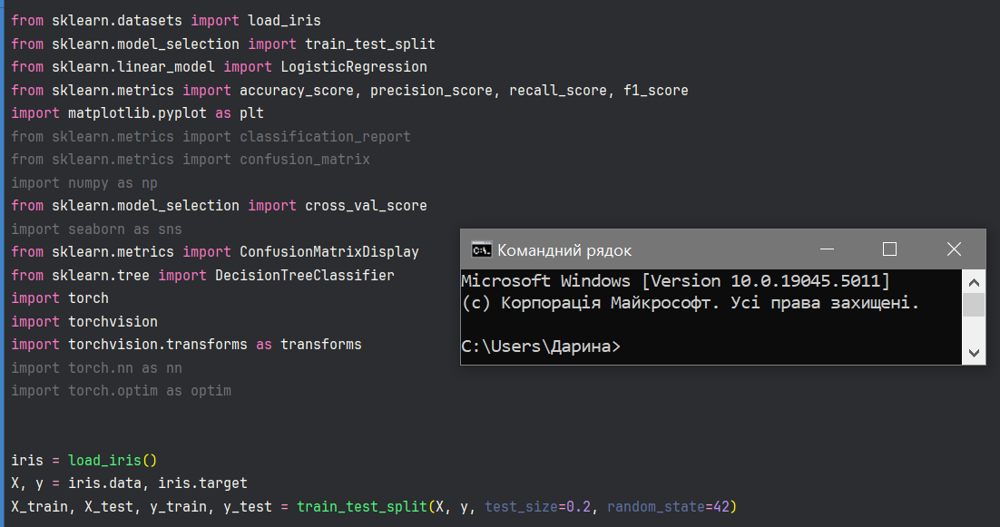 from sklearn.datasets import load_iris
from sklearn.model_selection import train_test_split
from sklearn.linear_model import LogisticRegression
from sklearn.metrics import accuracy_score, precision_score, recall_score, f1_score
import matplotlib.pyplot as plt
from sklearn.metrics import classification_report
from sklearn.metrics import confusion_matrix
import numpy as np
from sklearn.model_selection import cross_val_score
import seaborn as sns
from sklearn.metrics import ConfusionMatrixDisplay
from sklearn.tree import DecisionTreeClassifier
import torch
import torchvision
import torchvision.transforms as transforms
import torch.nn as nn
import torch.optim as optim
iris = load_iris()
X, y = iris.data, iris.target
X_train, X_test, y_train, y_test = train_test_split(X, y, test_size=0.2, random_state=42)
C:\. Командний рядок
Microsoft Windows [Version 10.0.19045.5011]
(c) Корпорація Майкрософт. Усі права захищені.
C:\Users\Дарина>